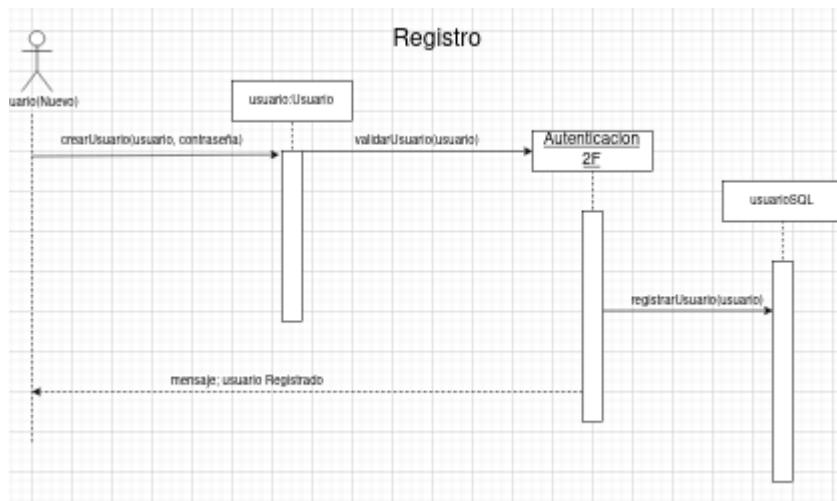 Registro
uario(Nuevo)
usuario:Usuario
crearUsuario(usuario, contraseña)
validarUsuario(usuario)
Autenticacion
2F
usuarioSQL
registrarUsuario(usuario)
mensaje; usuario Registrado